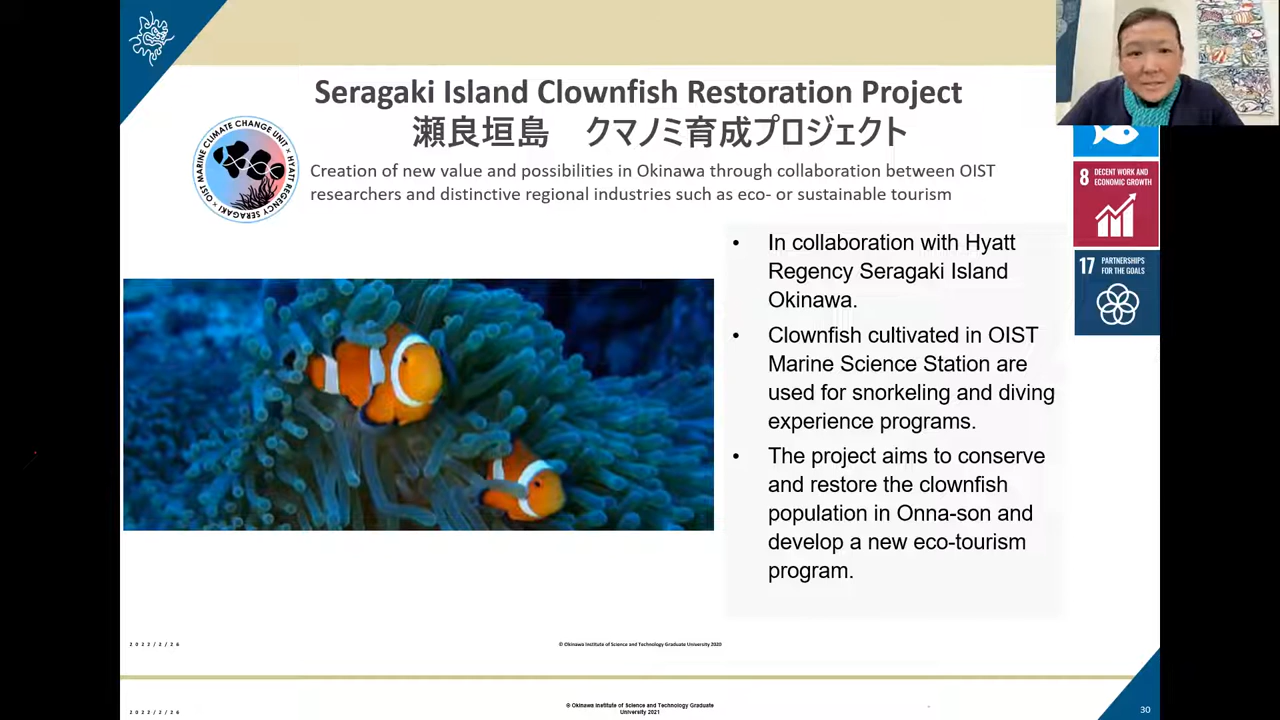 Seragaki Island Clownfish Restoration Project
瀬良垣島 クマノミ育成プロジェクト
OIST MARINE CLIMATE CHANGE UNIT × HYATT REGENCY SERAGAKI ×
Creation of new value and possibilities in Okinawa through collaboration between OIST
researchers and distinctive regional industries such as eco- or sustainable tourism
• In collaboration with Hyatt
Regency Seragaki Island
Okinawa.
• Clownfish cultivated in OIST
Marine Science Station are
used for snorkeling and diving
experience programs.
• The project aims to conserve
and restore the clownfish
population in Onna-son and
develop a new eco-tourism
program.
8 DECENT WORK AND
ECONOMIC GROWTH
17 PARTNERSHIPS
FOR THE GOALS
2022/2/26
© Okinawa Institute of Science and Technology Graduate University 2020
2022/2/26
© Okinawa Institute of Science and Technology Graduate
University 2021
30